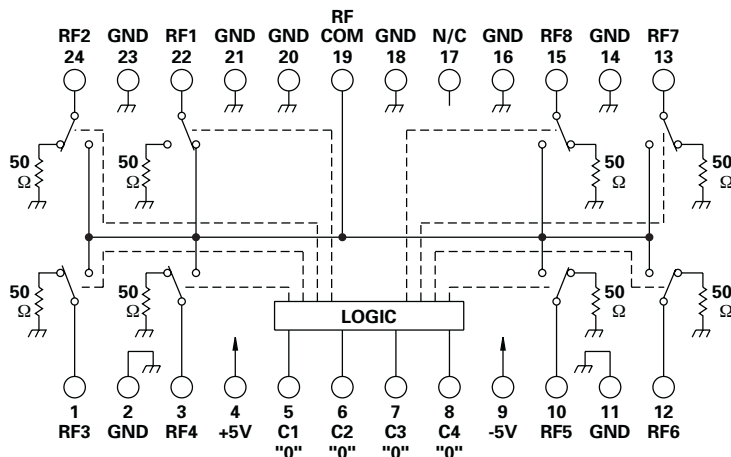 RF
RF2 GND RF1 GND GND COM GND N/C GND RF8 GND RF7
24 23 22 21 20 19 18 17 16 15 14 13
50 50 50 50
Ω Ω Ω Ω
50 50 50 50
Ω Ω Ω Ω
LOGIC
1 2 3 4 5 6 7 8 9 10 11 12
RF3 GND RF4 +5V C1 C2 C3 C4 -5V RF5 GND RF6
"0" "0" "0" "0"